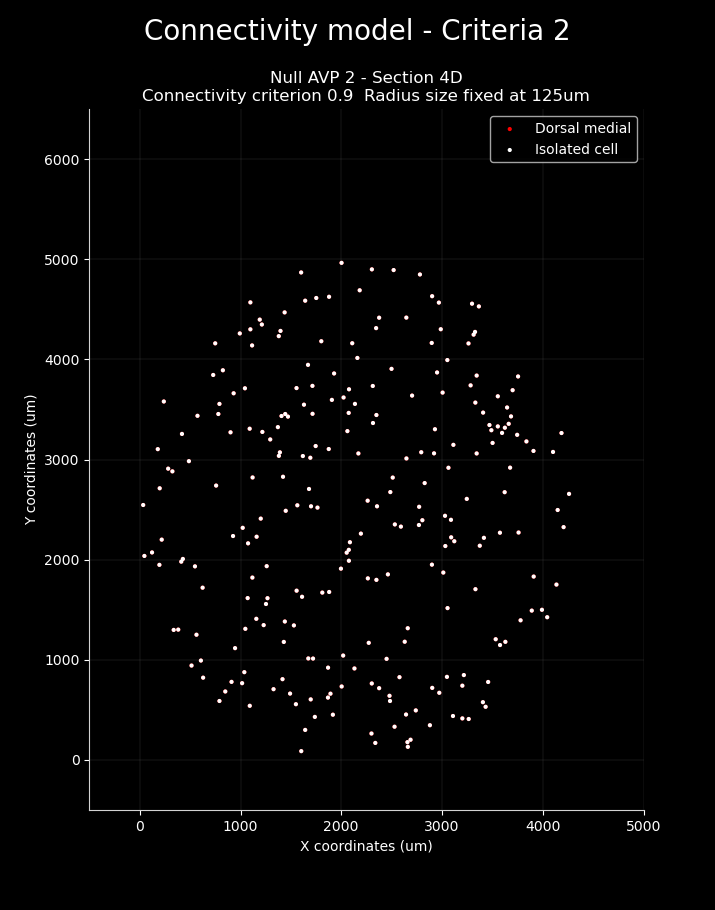 Connectivity model - Criteria 2
Null AVP 2 - Section 4D
Connectivity criterion 0.9  Radius size fixed at 125um
Dorsal medial
Isolated cell
6000
5000
4000
3000
2000
1000
0
Y coordinates (um)
0 1000 2000 3000 4000 5000
X coordinates (um)